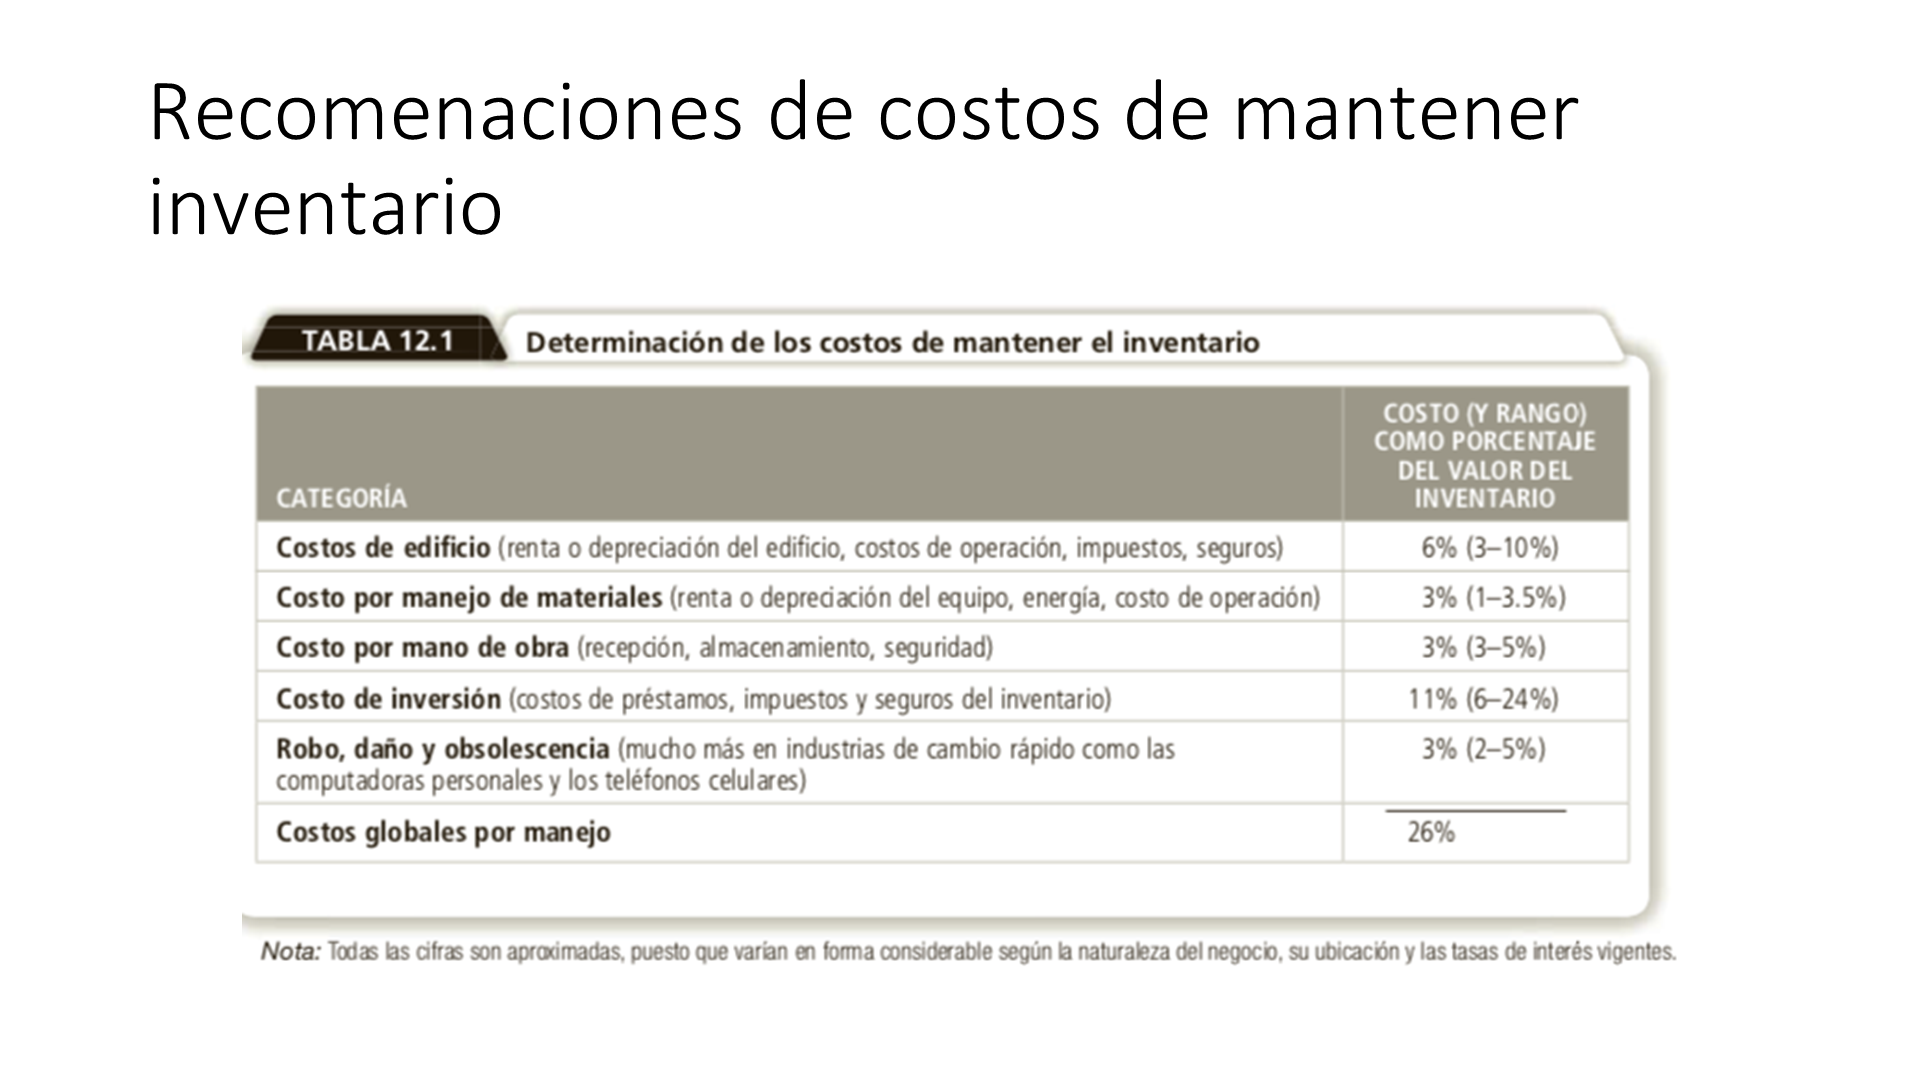 Recomenaciones de costos de mantener
inventario
TABLA 12.1 Determinación de los costos de mantener el inventario
CATEGORÍA
COSTO (Y RANGO)
COMO PORCENTAJE
DEL VALOR DEL
INVENTARIO
Costos de edificio (renta o depreciación del edificio, costos de operación, impuestos, seguros) 6% (3–10%)
Costo por manejo de materiales (renta o depreciación del equipo, energía, costo de operación) 3% (1–3.5%)
Costo por mano de obra (recepción, almacenamiento, seguridad) 3% (3–5%)
Costo de inversión (costos de préstamos, impuestos y seguros del inventario) 11% (6–24%)
Robo, daño y obsolescencia (mucho más en industrias de cambio rápido como las 3% (2–5%)
computadoras personales y los teléfonos celulares)
Costos globales por manejo 26%
Nota: Todas las cifras son aproximadas, puesto que varían en forma considerable según la naturaleza del negocio, su ubicación y las tasas de interés vigentes.